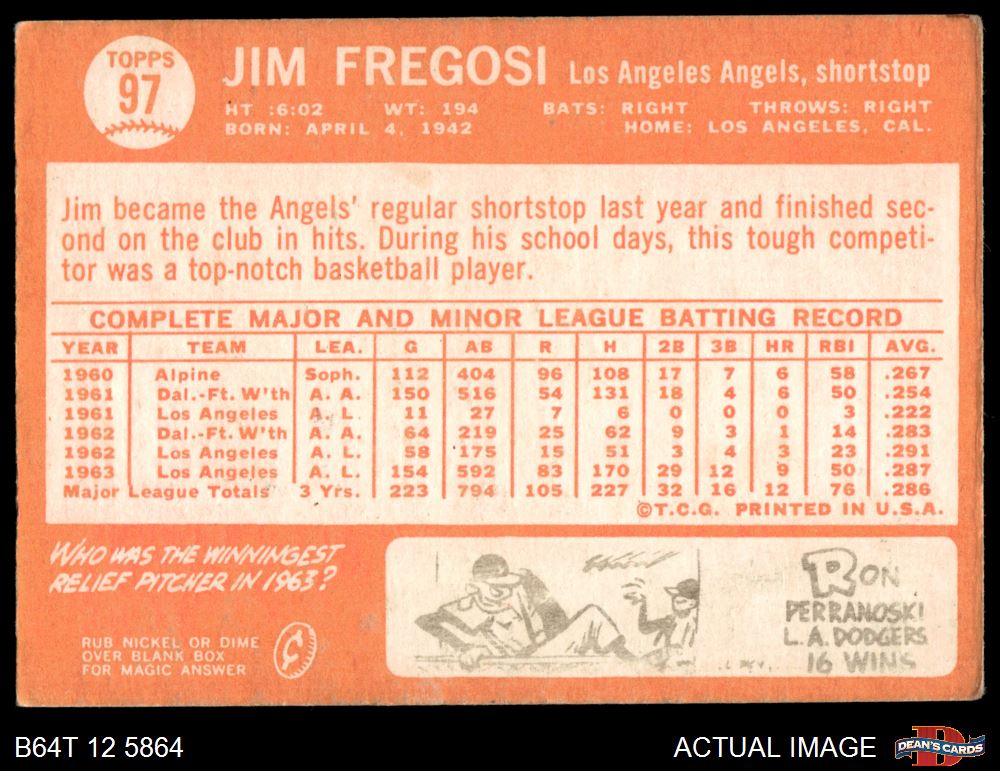 TOPPS
97
JIM FREGOSI Los Angeles Angels, shortstop
HT :6:02 WT: 194 BATS: RIGHT THROWS: RIGHT
BORN: APRIL 4, 1942 HOME: LOS ANGELES, CAL.
Jim became the Angels' regular shortstop last year and finished sec-
ond on the club in hits. During his school days, this tough competi-
tor was a top-notch basketball player.
COMPLETE MAJOR AND MINOR LEAGUE BATTING RECORD
YEAR TEAM LEA. G AB R H 2B 3B HR RBI AVG.
1960 Alpine Soph. 112 404 96 108 17 7 6 58 .267
1961 Dal.-Ft. W'th A. A. 150 516 54 131 18 4 6 50 .254
1961 Los Angeles A. L. 11 27 7 6 0 0 0 3 .222
1962 Dal.-Ft. W'th A. A. 64 219 25 62 9 3 1 14 .283
1962 Los Angeles A. L. 58 175 15 51 3 4 3 23 .291
1963 Los Angeles A. L. 154 592 83 170 29 12 9 50 .287
Major League Totals 3 Yrs. 223 794 105 227 32 16 12 76 .286
©T.C.G. PRINTED IN U.S.A.
WHO WAS THE WINNINGEST
RELIEF PITCHER IN 1963?
RUB NICKEL OR DIME
OVER BLANK BOX
FOR MAGIC ANSWER
¢
RON
PERRANOSKI
L.A. DODGERS
16 WINS
B64T 12 5864
ACTUAL IMAGE
D
DEAN'S CARDS